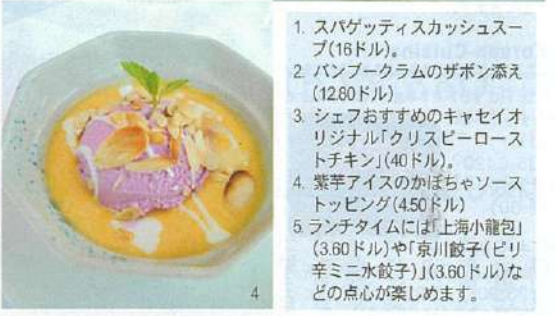 4
1. スパゲッティスカッシュスー
プ(16ドル)。
2. バンブークラムのザボン添え
(12.80ドル)
3. シェフおすすめのキャセイオ
リジナル「クリスピーロース
トチキン」(40ドル)。
4. 紫芋アイスのかぼちゃソース
トッピング(4.50ドル)
5. ランチタイムには「上海小龍包」
(3.60ドル)や「京川餃子(ピリ
辛ミニ水餃子)」(3.60ドル)な
どの点心が楽しめます。